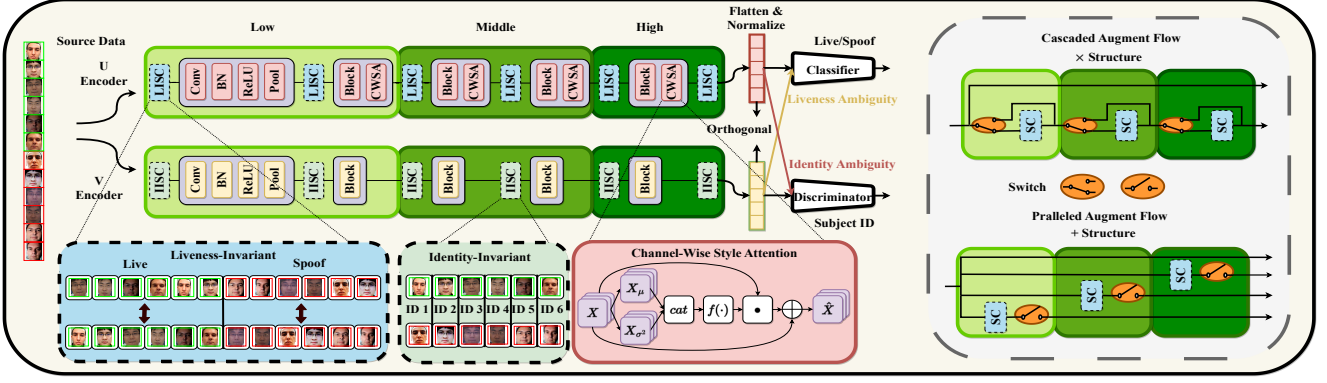 Source Data
Low
Middle
High
Flatten &
Normalize
U
Encoder
LISC
Conv
BN
ReLU
Pool
LISC
Block
CWSA
LISC
Block
CWSA
LISC
Block
CWSA
LISC
Block
CWSA
LISC
Live/Spoof
Classifier
Liveness Ambiguity
Orthogonal
Identity Ambiguity
Discriminator
Subject ID
V
Encoder
IISC
Conv
BN
ReLU
Pool
IISC
Block
IISC
Block
IISC
Block
IISC
Block
IISC
Liveness-Invariant
Live
Spoof
Identity-Invariant
ID 1
ID 2
ID 3
ID 4
ID 5
ID 6
Channel-Wise Style Attention
X
Xμ
Xσ²
cat
f(·)
•
X̂
Cascaded Augment Flow
× Structure
SC
SC
SC
Switch
Pralleled Augment Flow
+ Structure
SC
SC
SC